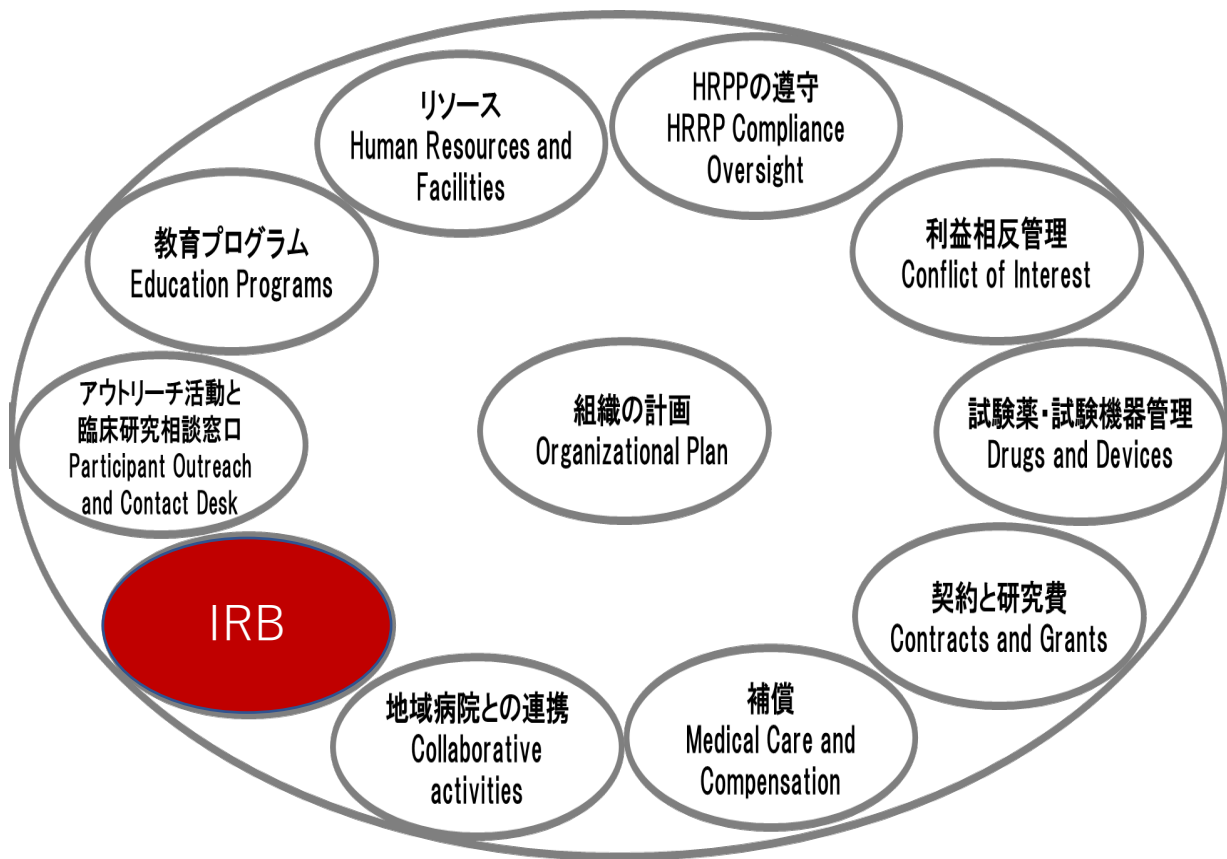 リソース
Human Resources and
Facilities
HRPPの遵守
HRRP Compliance
Oversight
教育プログラム
Education Programs
利益相反管理
Conflict of Interest
アウトリーチ活動と
臨床研究相談窓口
Participant Outreach
and Contact Desk
組織の計画
Organizational Plan
試験薬・試験機器管理
Drugs and Devices
IRB
契約と研究費
Contracts and Grants
地域病院との連携
Collaborative
activities
補償
Medical Care and
Compensation